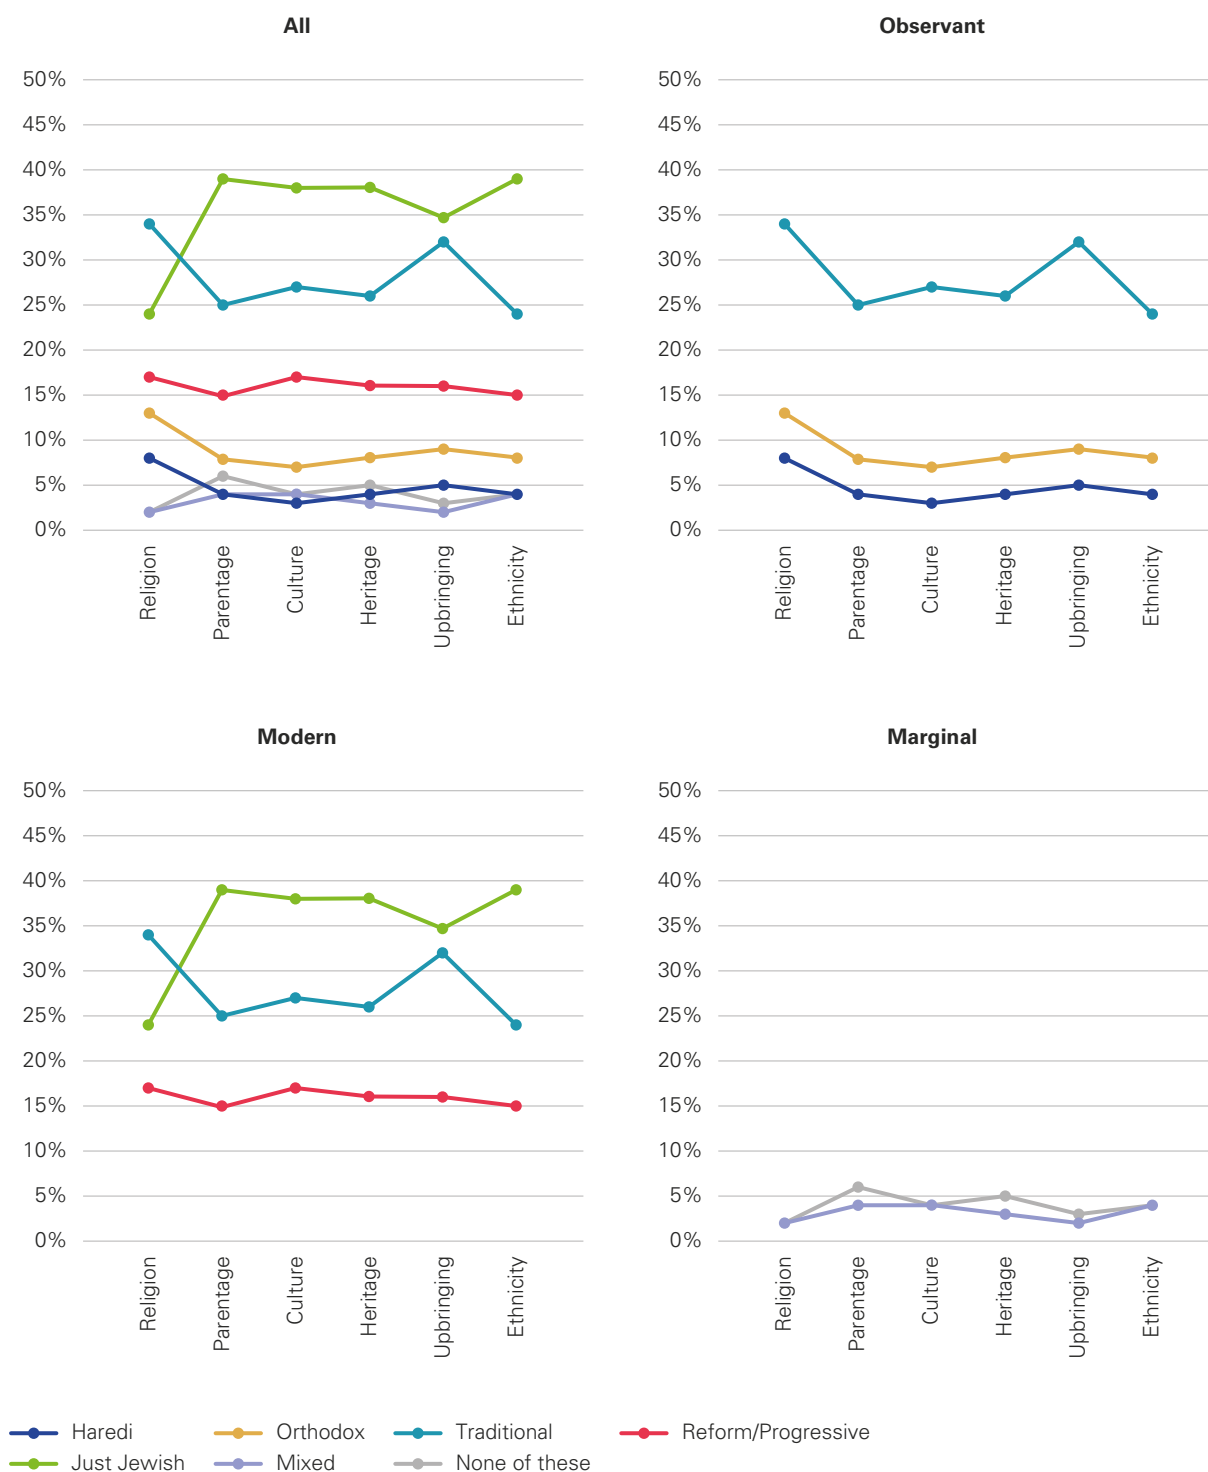 All
50%
45%
40%
35%
30%
25%
20%
15%
10%
5%
0%
Religion
Parentage
Culture
Heritage
Upbringing
Ethnicity
Observant
50%
45%
40%
35%
30%
25%
20%
15%
10%
5%
0%
Religion
Parentage
Culture
Heritage
Upbringing
Ethnicity
Modern
50%
45%
40%
35%
30%
25%
20%
15%
10%
5%
0%
Religion
Parentage
Culture
Heritage
Upbringing
Ethnicity
Marginal
50%
45%
40%
35%
30%
25%
20%
15%
10%
5%
0%
Religion
Parentage
Culture
Heritage
Upbringing
Ethnicity
Haredi Orthodox Traditional Reform/Progressive
Just Jewish Mixed None of these